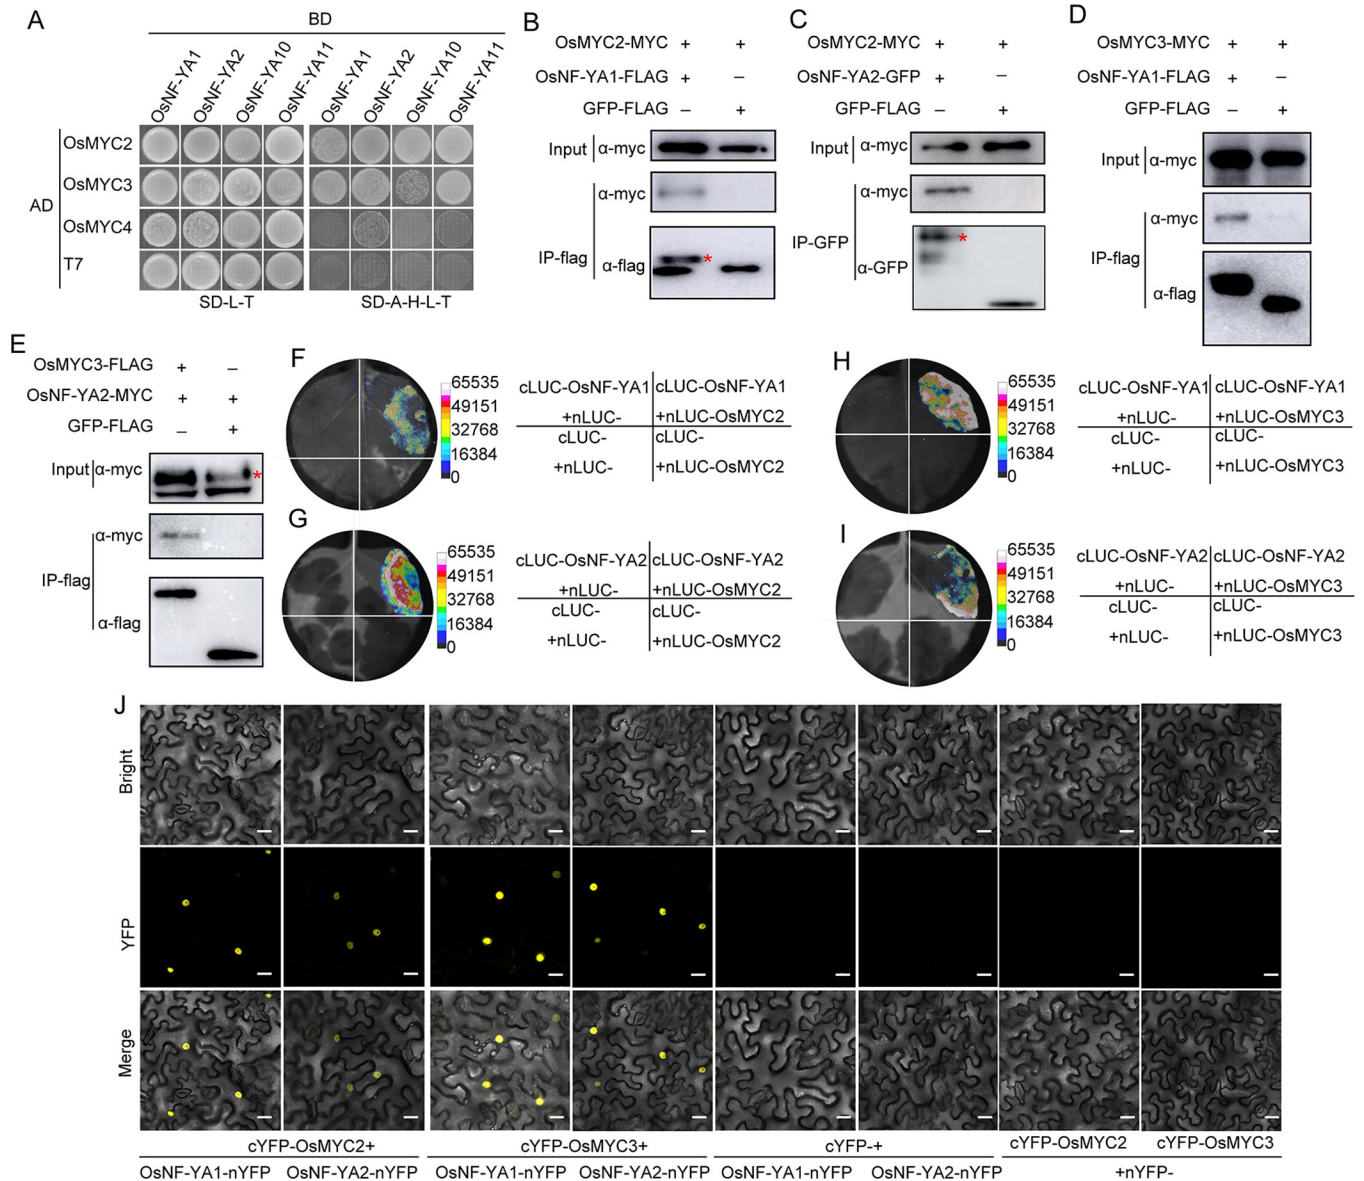 A
BD
OsNF-YA1 OsNF-YA2 OsNF-YA10 OsNF-YA11 OsNF-YA1 OsNF-YA2 OsNF-YA10 OsNF-YA11
AD
OsMYC2
OsMYC3
OsMYC4
T7
SD-L-T SD-A-H-L-T
B
OsMYC2-MYC + +
OsNF-YA1-FLAG + –
GFP-FLAG – +
Input α-myc
IP-flag
α-myc
α-flag *
C
OsMYC2-MYC + +
OsNF-YA2-GFP + –
GFP-FLAG – +
Input α-myc
IP-GFP
α-myc
α-GFP *
D
OsMYC3-MYC + +
OsNF-YA1-FLAG + –
GFP-FLAG – +
Input α-myc
IP-flag
α-myc
α-flag
E
OsMYC3-FLAG + –
OsNF-YA2-MYC + +
GFP-FLAG – +
Input α-myc *
IP-flag
α-myc
α-flag
F
65535
49151
32768
16384
0
cLUC-OsNF-YA1 cLUC-OsNF-YA1
+nLUC- +nLUC-OsMYC2
cLUC- cLUC-
+nLUC- +nLUC-OsMYC2
G
65535
49151
32768
16384
0
cLUC-OsNF-YA2 cLUC-OsNF-YA2
+nLUC- +nLUC-OsMYC2
cLUC- cLUC-
+nLUC- +nLUC-OsMYC2
H
65535
49151
32768
16384
0
cLUC-OsNF-YA1 cLUC-OsNF-YA1
+nLUC- +nLUC-OsMYC3
cLUC- cLUC-
+nLUC- +nLUC-OsMYC3
I
65535
49151
32768
16384
0
cLUC-OsNF-YA2 cLUC-OsNF-YA2
+nLUC- +nLUC-OsMYC3
cLUC- cLUC-
+nLUC- +nLUC-OsMYC3
J
Bright
YFP
Merge
cYFP-OsMYC2+ cYFP-OsMYC3+ cYFP-+ cYFP-OsMYC2 cYFP-OsMYC3
OsNF-YA1-nYFP OsNF-YA2-nYFP OsNF-YA1-nYFP OsNF-YA2-nYFP OsNF-YA1-nYFP OsNF-YA2-nYFP +nYFP-